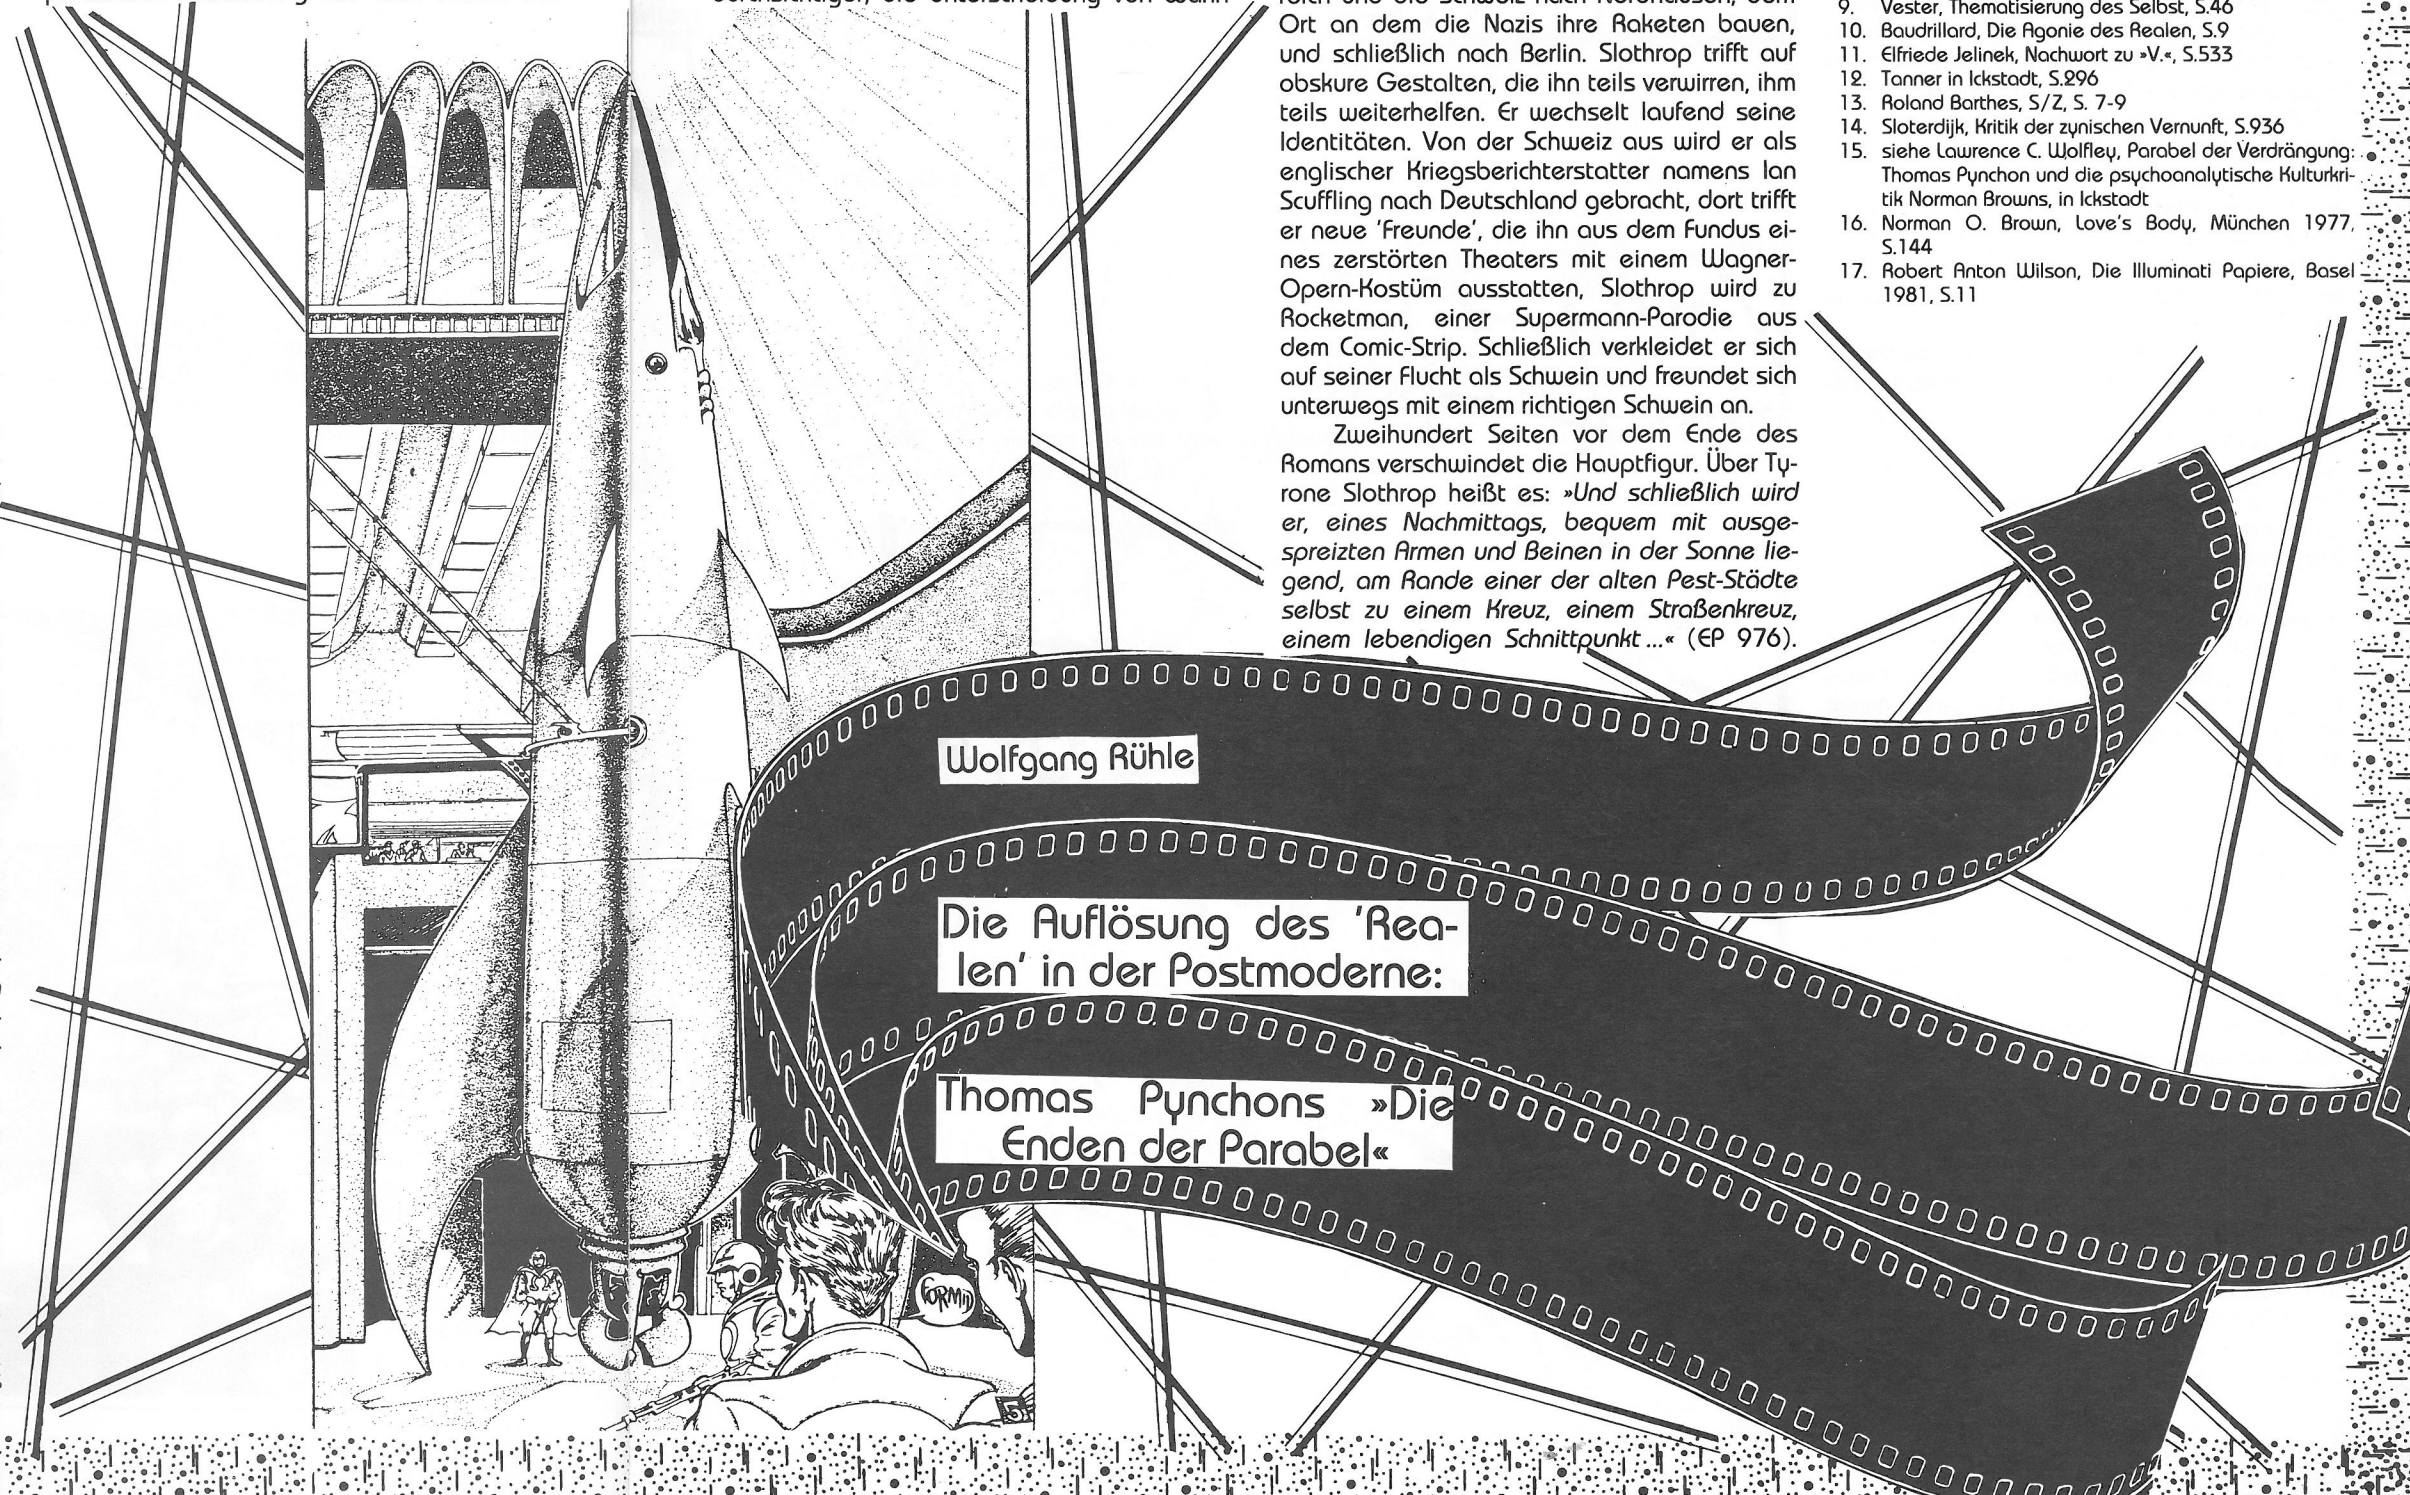 Ort an dem die Nazis ihre Raketen bauen,
und schließlich nach Berlin. Slothrop trifft auf
obskure Gestalten, die ihn teils verwirren, ihm
teils weiterhelfen. Er wechselt laufend seine
Identitäten. Von der Schweiz aus wird er als
englischer Kriegsberichterstatter namens Ian
Scuffling nach Deutschland gebracht, dort trifft
er neue 'Freunde', die ihn aus dem Fundus ei-
nes zerstörten Theaters mit einem Wagner-
Opern-Kostüm ausstatten, Slothrop wird zu
Rocketman, einer Supermann-Parodie aus
dem Comic-Strip. Schließlich verkleidet er sich
auf seiner Flucht als Schwein und freundet sich
unterwegs mit einem richtigen Schwein an.
Zweihundert Seiten vor dem Ende des
Romans verschwindet die Hauptfigur. Über Ty-
rone Slothrop heißt es: »Und schließlich wird
er, eines Nachmittags, bequem mit ausge-
spreizten Armen und Beinen in der Sonne lie-
gend, am Rande einer der alten Pest-Städte
selbst zu einem Kreuz, einem Straßenkreuz,
einem lebendigen Schnittpunkt ...« (EP 976).
9. Vester, Thematisierung des Selbst, S.46
10. Baudrillard, Die Agonie des Realen, S.9
11. Elfriede Jelinek, Nachwort zu »V.«, S.533
12. Tanner in Ickstadt, S.296
13. Roland Barthes, S/Z, S. 7-9
14. Sloterdijk, Kritik der zynischen Vernunft, S.936
15. siehe Lawrence C. Wolfley, Parabel der Verdrängung:
Thomas Pynchon und die psychoanalytische Kulturkri-
tik Norman Browns, in Ickstadt
16. Norman O. Brown, Love's Body, München 1977,
S.144
17. Robert Anton Wilson, Die Illuminati Papiere, Basel
1981, S.11
Wolfgang Rühle
Die Auflösung des 'Rea-
len' in der Postmoderne:
Thomas Pynchons »Die
Enden der Parabel«